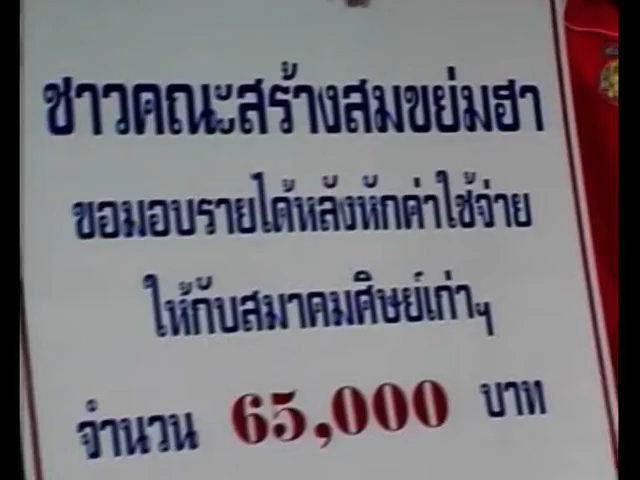 ชาวคณะสร้างสมขย่มฮา
ขอมอบรายได้หลังหักค่าใช้จ่าย
ให้กับสมาคมศิษย์เก่าฯ
จำนวน 65,000 บาท